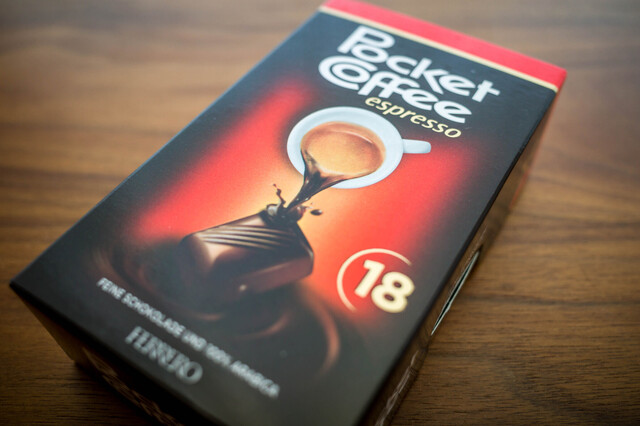 Pocket
Coffee
espresso
18
FEINE SCHOKOLADE UND 100% ARABICA
FERRERO